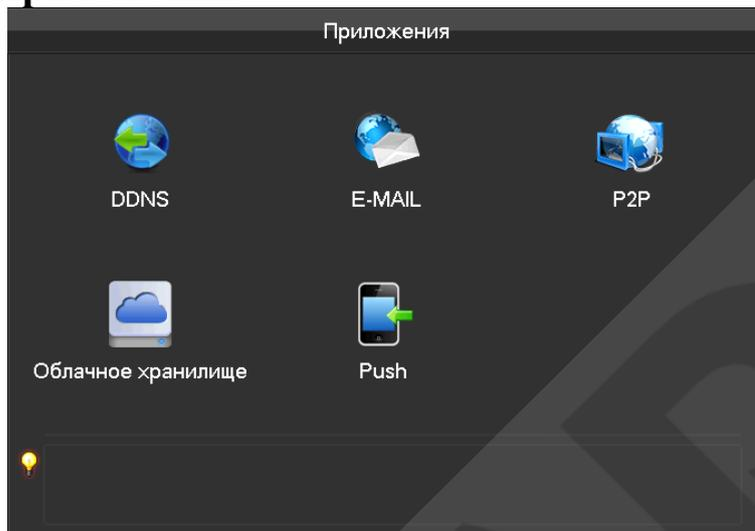 Приложения
DDNS
E-MAIL
P2P
Облачное хранилище
Push